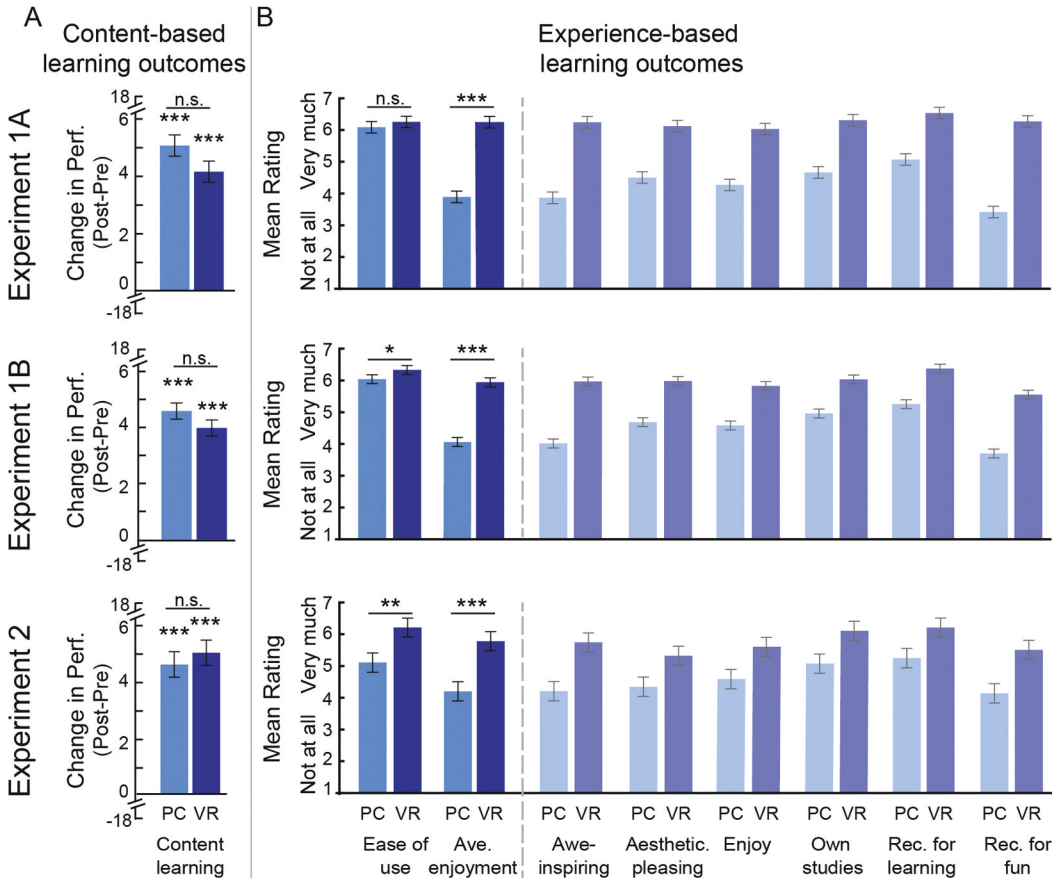 A
Content-based
learning outcomes
B
Experience-based
learning outcomes
Experiment 1A
Change in Perf.
(Post-Pre)
18
6
4
2
0
-18
n.s.
***
***
Mean Rating
Not at all Very much
7
6
5
4
3
2
1
n.s.
***
Experiment 1B
Change in Perf.
(Post-Pre)
18
6
4
2
0
-18
n.s.
***
***
Mean Rating
Not at all Very much
7
6
5
4
3
2
1
*
***
Experiment 2
Change in Perf.
(Post-Pre)
18
6
4
2
0
-18
n.s.
***
***
Mean Rating
Not at all Very much
7
6
5
4
3
2
1
**
***
PC VR
Content
learning
PC VR
Ease of
use
PC VR
Ave.
enjoyment
PC VR
Awe-
inspiring
PC VR
Aesthetic.
pleasing
PC VR
Enjoy
PC VR
Own
studies
PC VR
Rec. for
learning
PC VR
Rec. for
fun